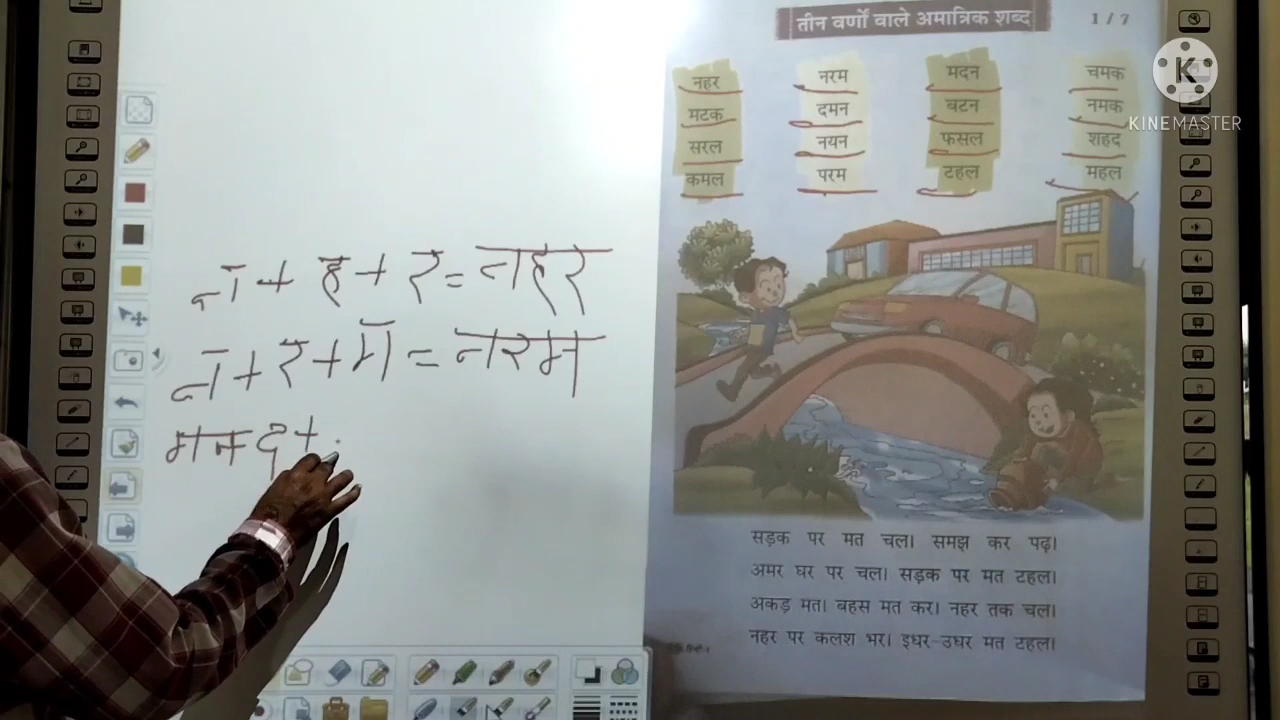 तीन वर्णों वाले अमात्रिक शब्द 1/7
नहर नरम मदन चमक
मटक दमन बटन नमक
सरल नयन फसल शहद
कमल परम टहल महल
K
KINEMASTER
न + ह + र = नहर
न + र + म = नरम
म द +
सड़क पर मत चल। समझ कर पढ़।
अमर घर पर चल। सड़क पर मत टहल।
अकड़ मत। बहस मत कर। नहर तक चल।
नहर पर कलश भर। इधर-उधर मत टहल।